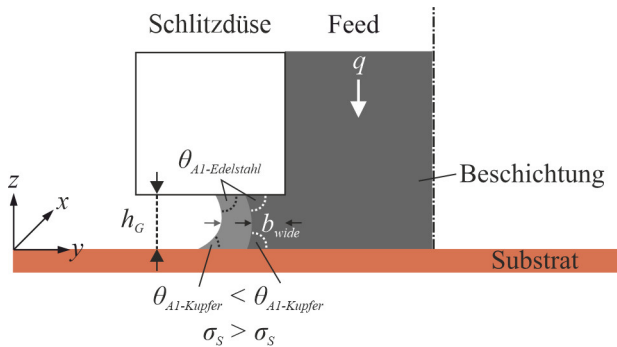 Schlitzdüse Feed
q
θA1-Edelstahl
Beschichtung
z
x
hG
bwide
y
Substrat
θA1-Kupfer < θA1-Kupfer
σS > σS